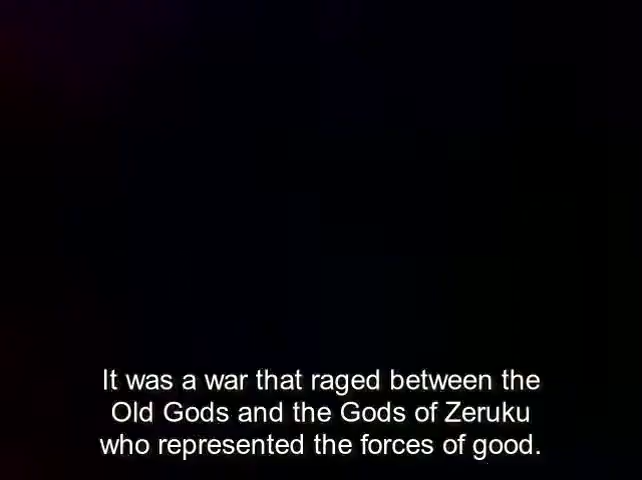 It was a war that raged between the
Old Gods and the Gods of Zeruku
who represented the forces of good.